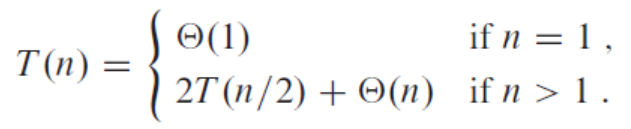 T(n) = { Θ(1) if n = 1 ,
2T(n/2) + Θ(n) if n > 1 .